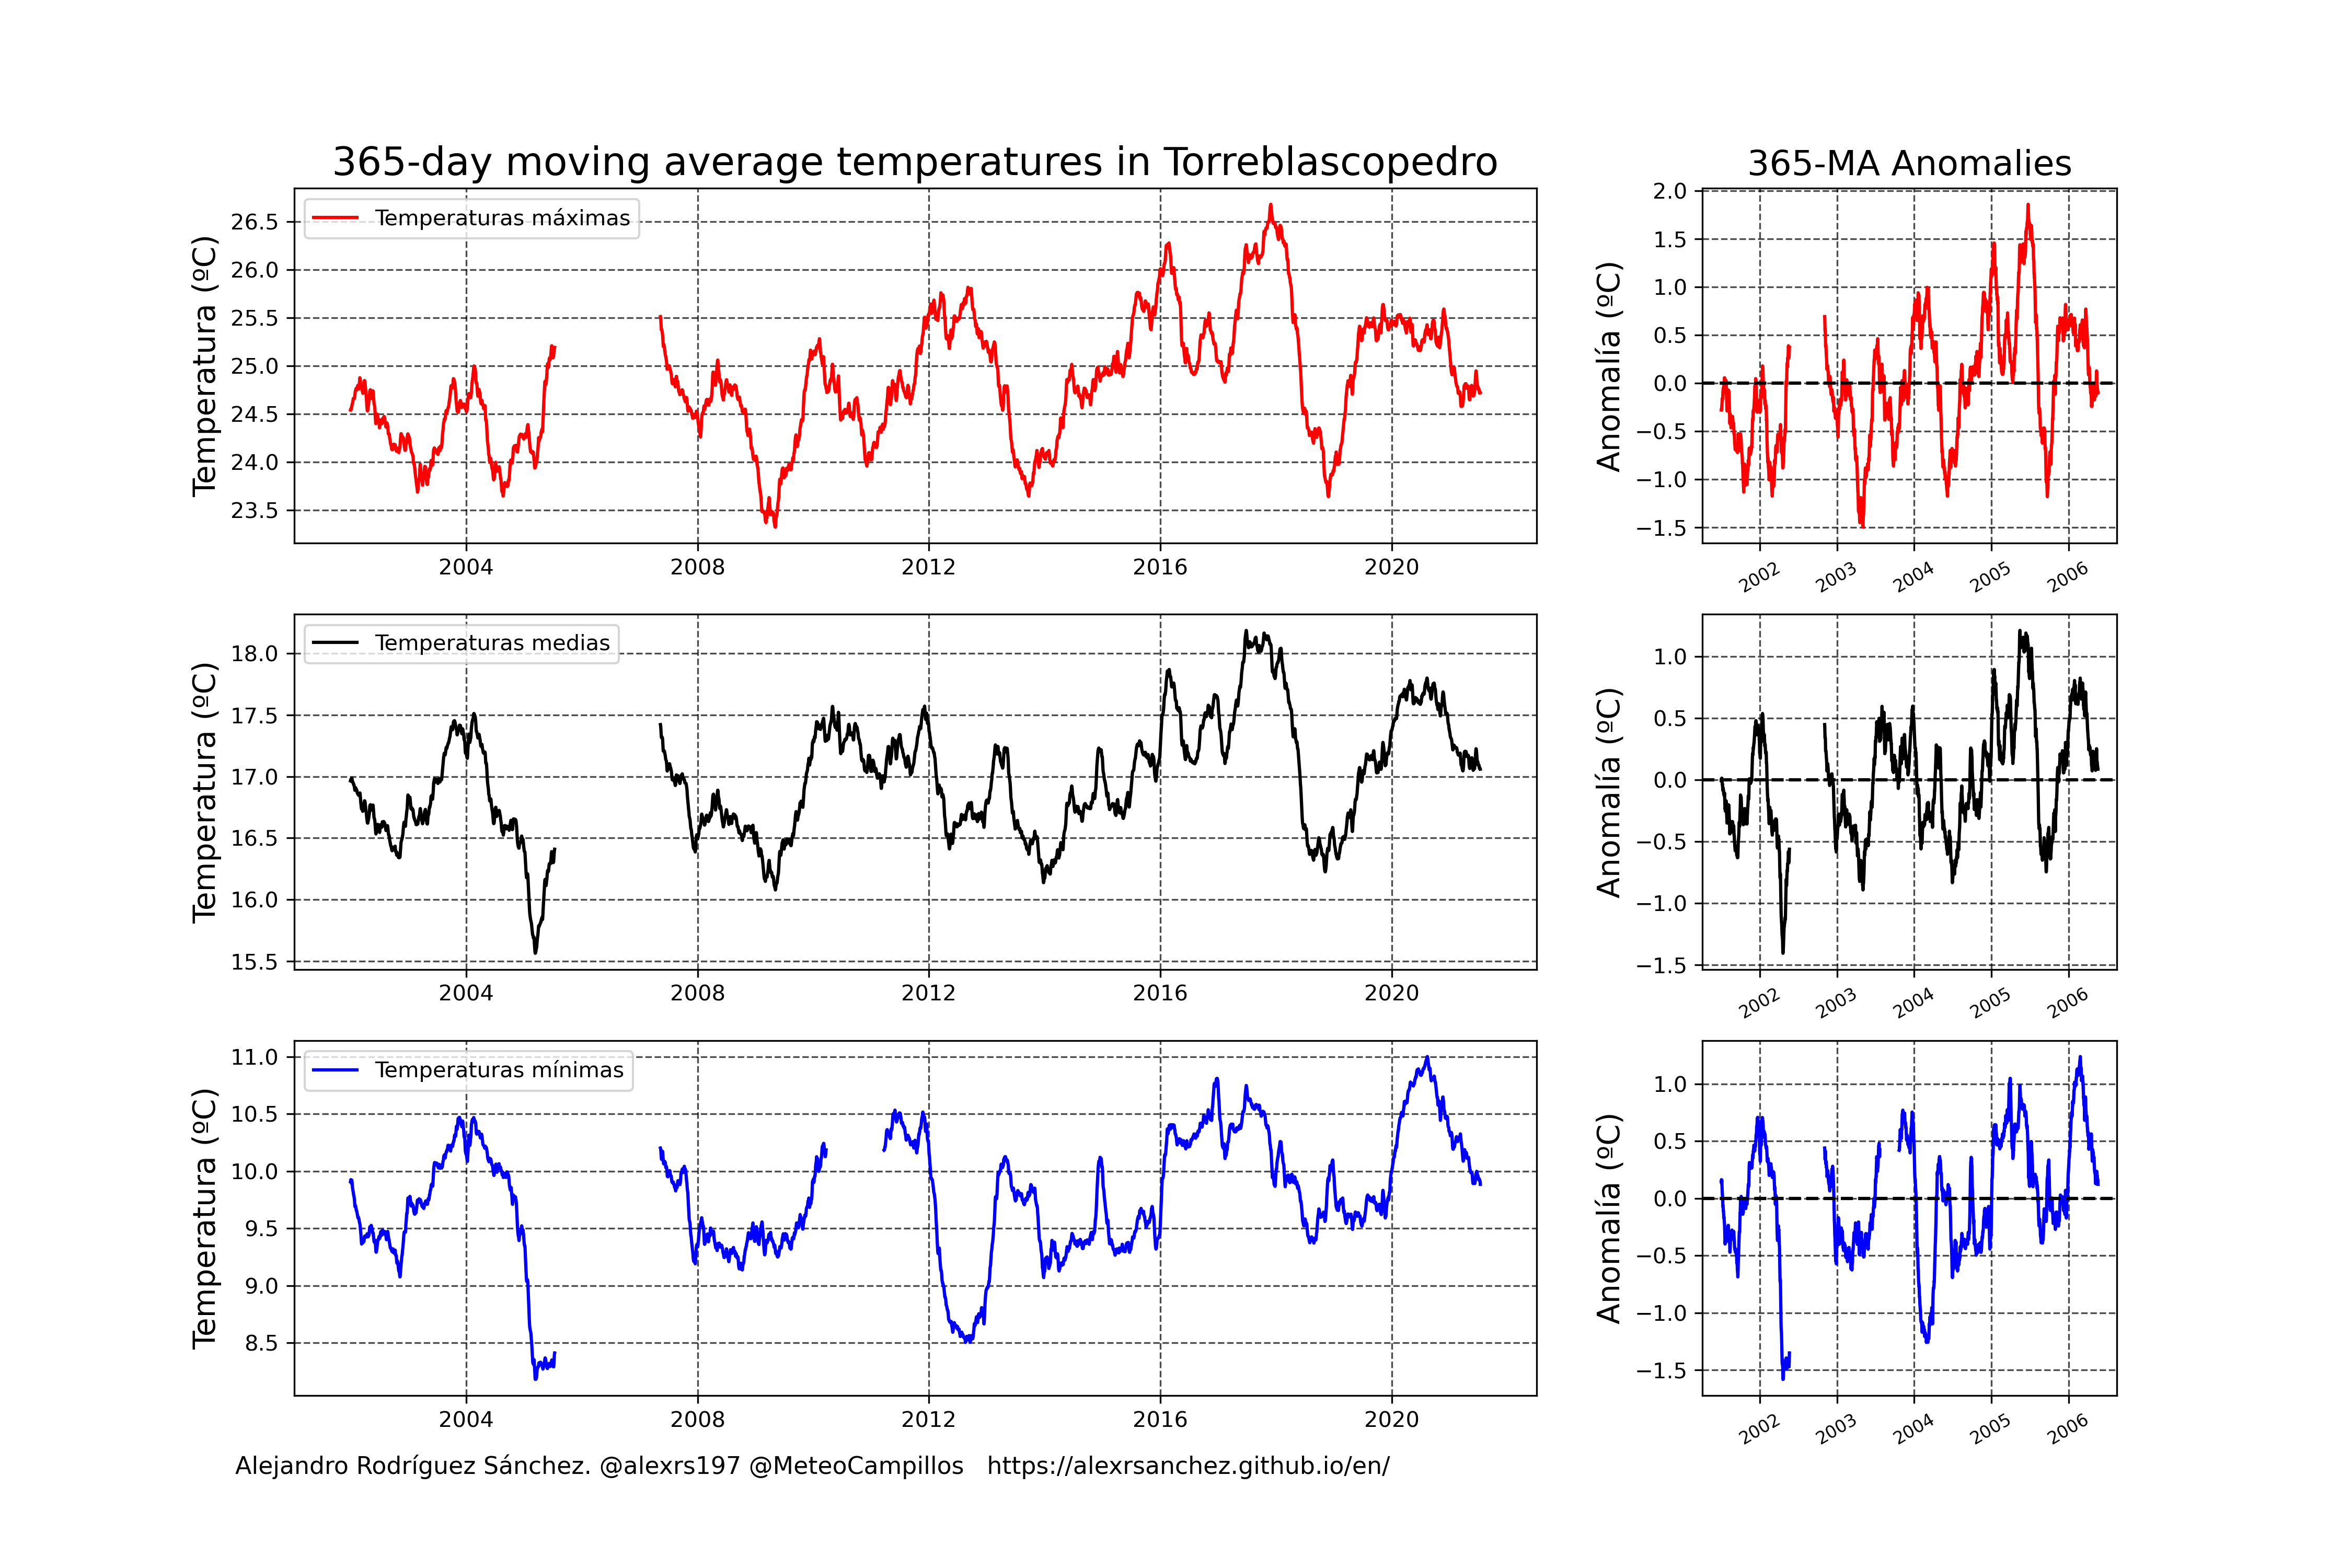 365-day moving average temperatures in Torreblascopedro
365-MA Anomalies
Temperatura (ºC)
26.5
26.0
25.5
25.0
24.5
24.0
23.5
Temperaturas máximas
2004 2008 2012 2016 2020
Anomalía (ºC)
2.0
1.5
1.0
0.5
0.0
−0.5
−1.0
−1.5
2002 2003 2004 2005 2006
Temperatura (ºC)
18.0
17.5
17.0
16.5
16.0
15.5
Temperaturas medias
2004 2008 2012 2016 2020
Anomalía (ºC)
1.0
0.5
0.0
−0.5
−1.0
−1.5
2002 2003 2004 2005 2006
Temperatura (ºC)
11.0
10.5
10.0
9.5
9.0
8.5
Temperaturas mínimas
2004 2008 2012 2016 2020
Anomalía (ºC)
1.0
0.5
0.0
−0.5
−1.0
−1.5
2002 2003 2004 2005 2006
Alejandro Rodríguez Sánchez. @alexrs197 @MeteoCampillos https://alexrsanchez.github.io/en/